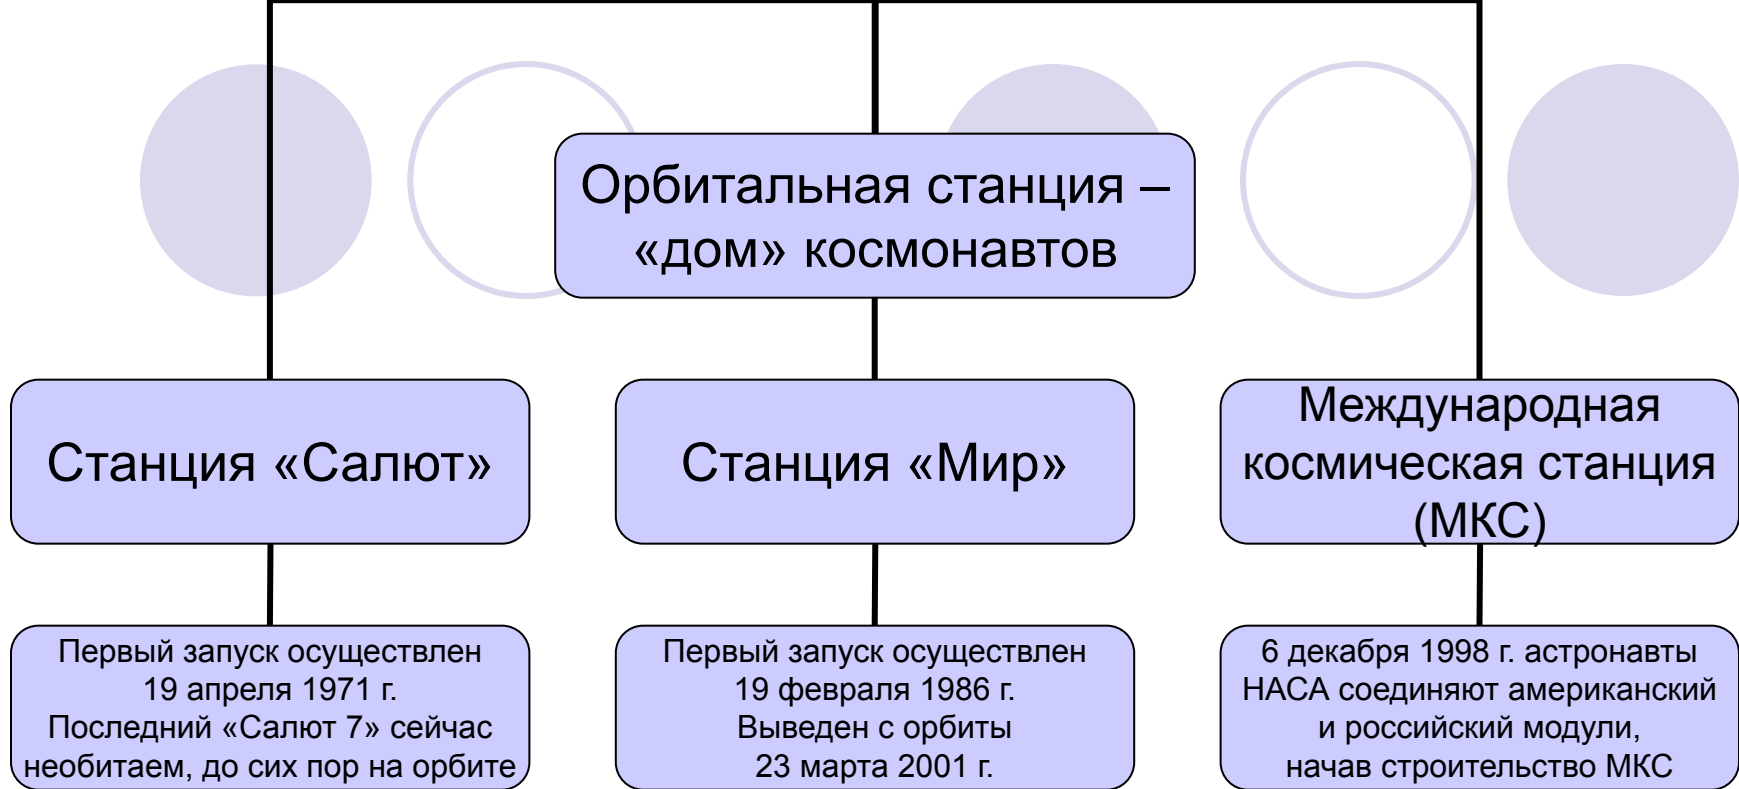 Орбитальная станция –
«дом» космонавтов
Станция «Салют»
Станция «Мир»
Международная
космическая станция
(МКС)
Первый запуск осуществлен
19 апреля 1971 г.
Последний «Салют 7» сейчас
необитаем, до сих пор на орбите
Первый запуск осуществлен
19 февраля 1986 г.
Выведен с орбиты
23 марта 2001 г.
6 декабря 1998 г. астронавты
НАСА соединяют американский
и российский модули,
начав строительство МКС